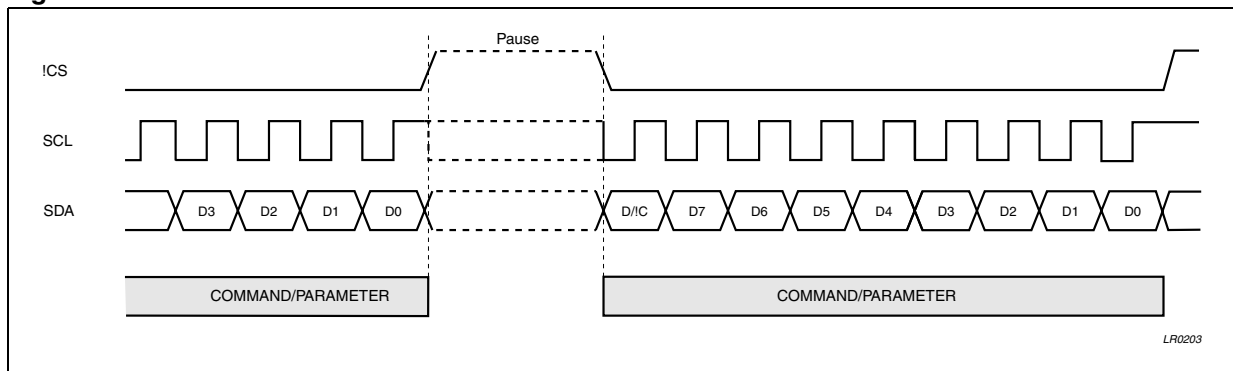 Pause
!CS
SCL
SDA D3 D2 D1 D0 D/!C D7 D6 D5 D4 D3 D2 D1 D0
COMMAND/PARAMETER COMMAND/PARAMETER
LR0203